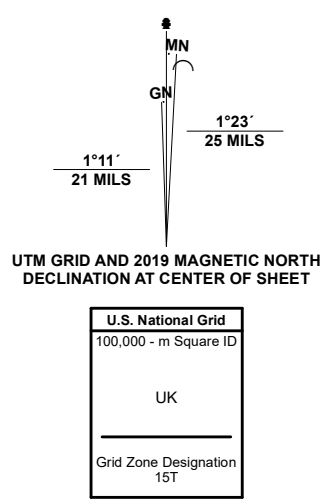 MN
GN
1°23´
25 MILS
1°11´
21 MILS
UTM GRID AND 2019 MAGNETIC NORTH
DECLINATION AT CENTER OF SHEET
U.S. National Grid
100,000 - m Square ID
UK
Grid Zone Designation
15T